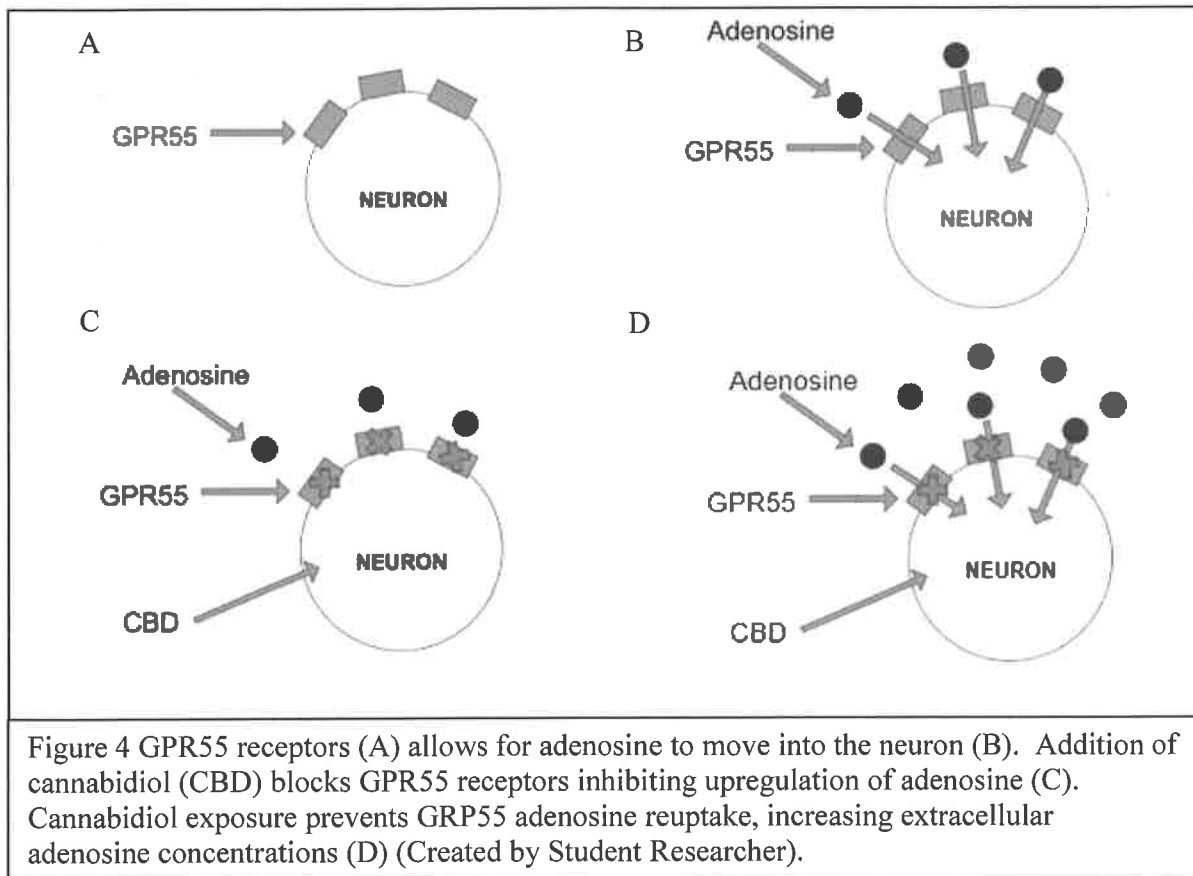 A
GPR55
NEURON
B
Adenosine
GPR55
NEURON
C
Adenosine
GPR55
NEURON
CBD
D
Adenosine
GPR55
NEURON
CBD
Figure 4 GPR55 receptors (A) allows for adenosine to move into the neuron (B). Addition of
cannabidiol (CBD) blocks GPR55 receptors inhibiting upregulation of adenosine (C).
Cannabidiol exposure prevents GRP55 adenosine reuptake, increasing extracellular
adenosine concentrations (D) (Created by Student Researcher).